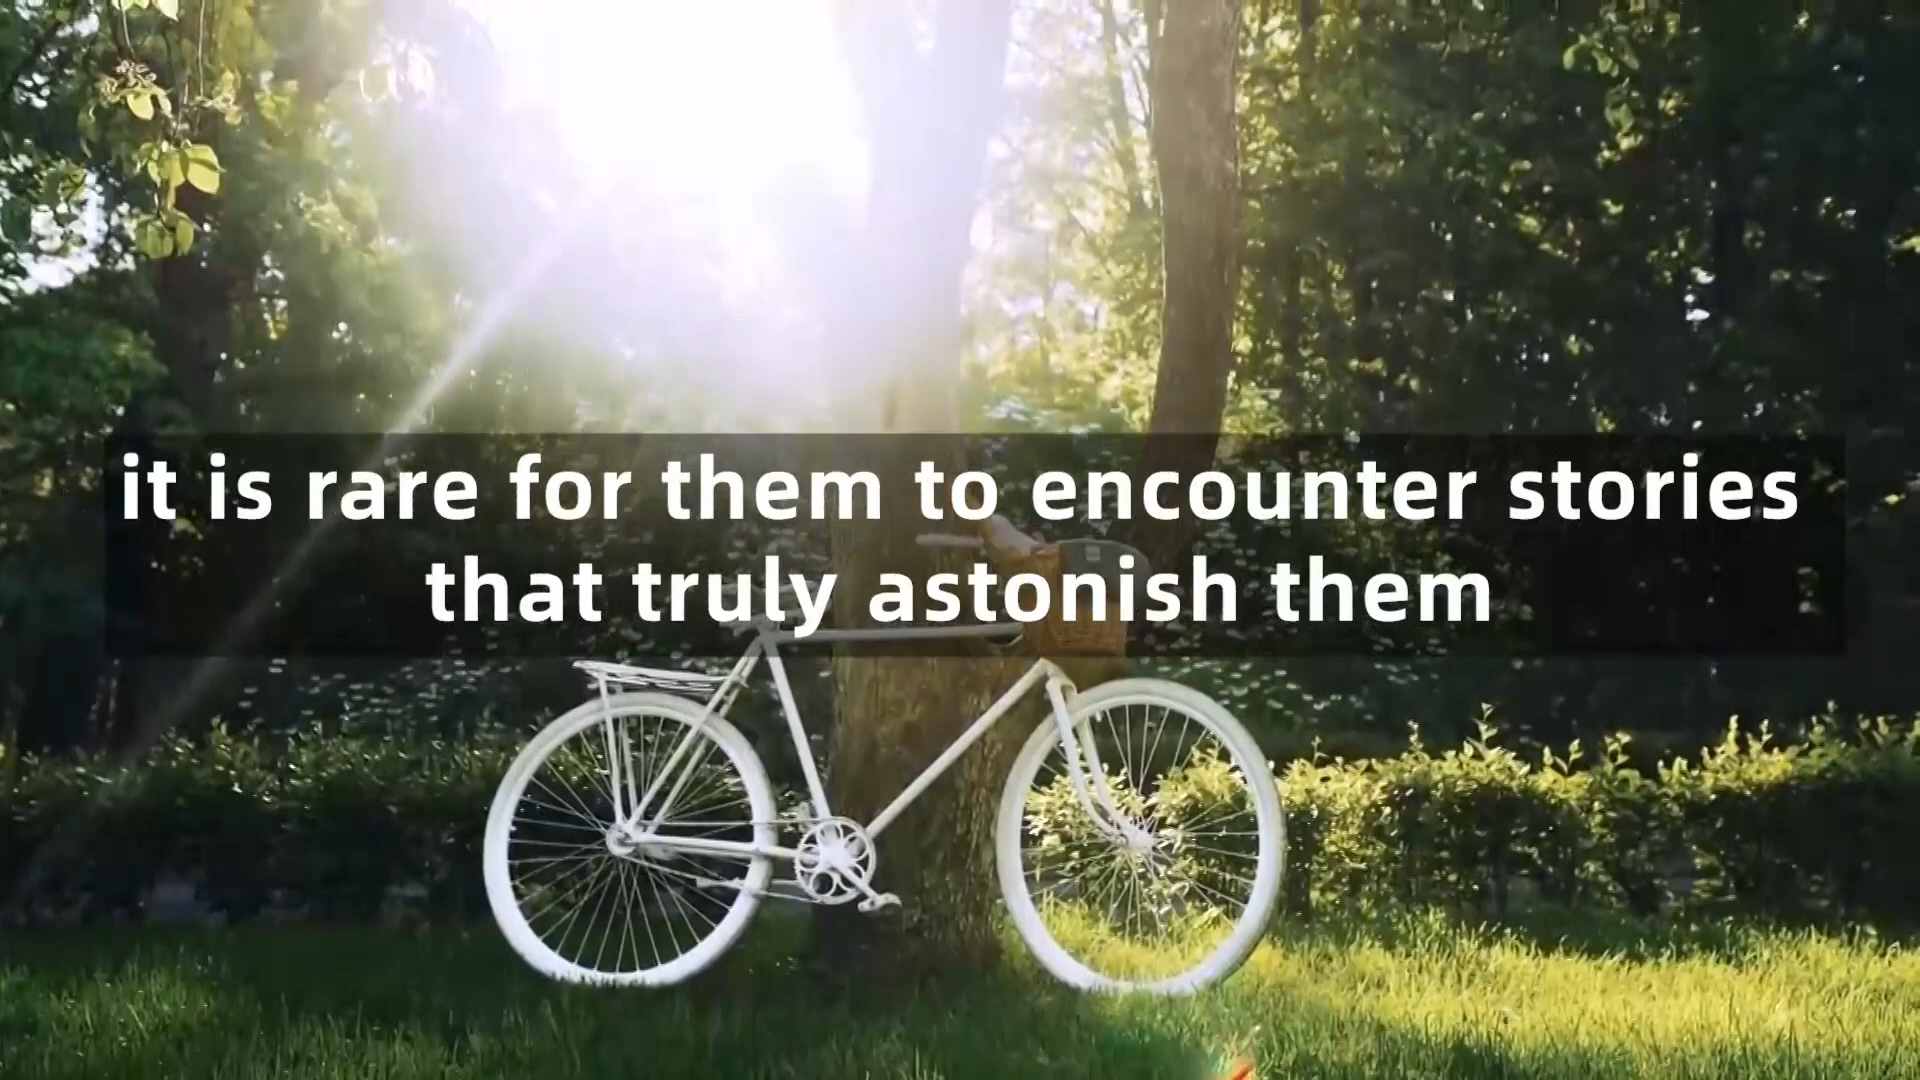 it is rare for them to encounter stories
that truly astonish them